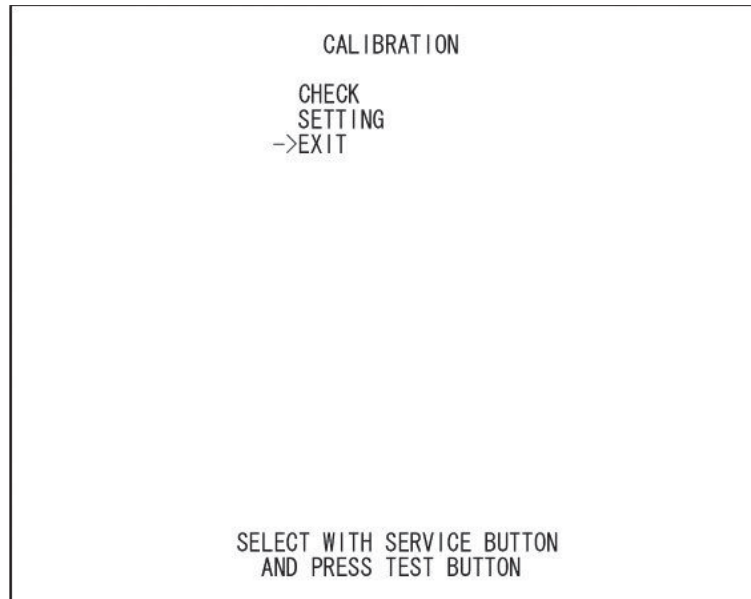 CALIBRATION
CHECK
SETTING
->EXIT
SELECT WITH SERVICE BUTTON
AND PRESS TEST BUTTON